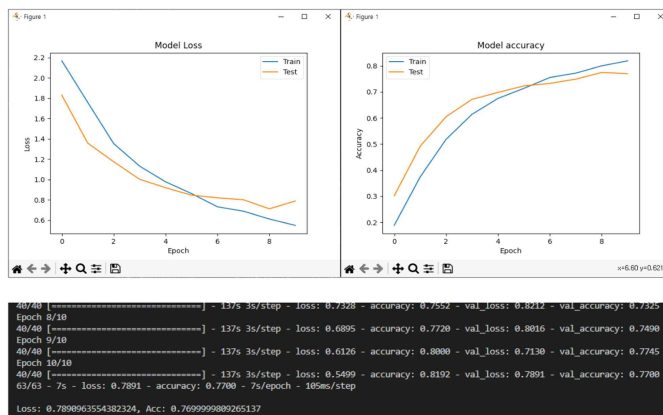 Figure 1
Model Loss
Train
Test
2.2
2.0
1.8
1.6
1.4
1.2
1.0
0.8
0.6
Loss
0 2 4 6 8
Epoch
Figure 1
Model accuracy
Train
Test
0.8
0.7
0.6
0.5
0.4
0.3
0.2
Accuracy
0 2 4 6 8
Epoch
x=6.60 y=0.621
40/40 [==============================] - 137s 3s/step - loss: 0.7328 - accuracy: 0.7552 - val_loss: 0.8212 - val_accuracy: 0.7325
Epoch 8/10
40/40 [==============================] - 137s 3s/step - loss: 0.6895 - accuracy: 0.7720 - val_loss: 0.8016 - val_accuracy: 0.7490
Epoch 9/10
40/40 [==============================] - 137s 3s/step - loss: 0.6126 - accuracy: 0.8000 - val_loss: 0.7130 - val_accuracy: 0.7745
Epoch 10/10
40/40 [==============================] - 137s 3s/step - loss: 0.5499 - accuracy: 0.8192 - val_loss: 0.7891 - val_accuracy: 0.7700
63/63 - 7s - loss: 0.7891 - accuracy: 0.7700 - 7s/epoch - 105ms/step
Loss: 0.7890963554382324, Acc: 0.7699999809265137